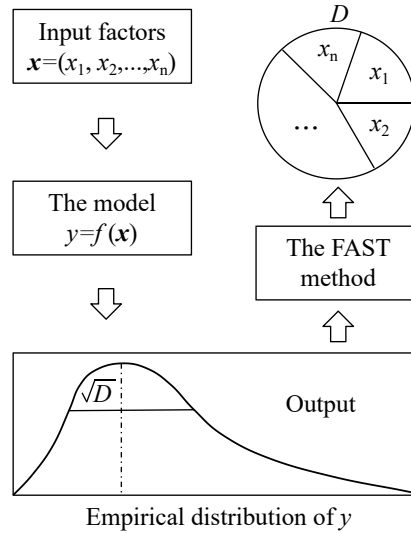 Input factors
x=(x1, x2,...,xn)
The model
y=f(x)
√D
Output
Empirical distribution of y
The FAST
method
D
xn
x1
...
x2